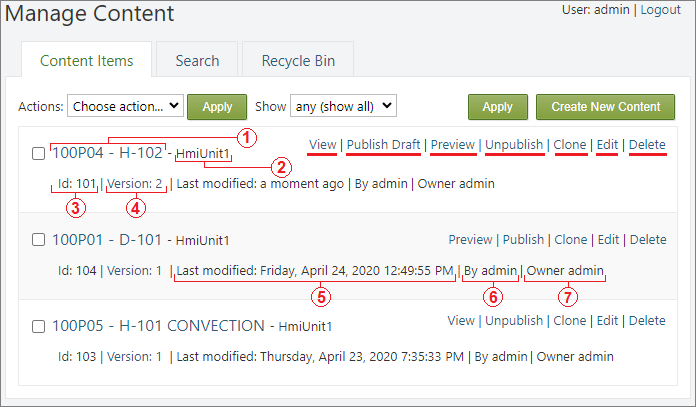 Manage Content
User: admin | Logout
Content Items
Search
Recycle Bin
Actions: Choose action... Apply Show any (show all) Apply Create New Content
1
100P04 - H-102 - HmiUnit1
View | Publish Draft | Preview | Unpublish | Clone | Edit | Delete
2
Id: 101 | Version: 2 | Last modified: a moment ago | By admin | Owner admin
3 4
100P01 - D-101 - HmiUnit1
Preview | Publish | Clone | Edit | Delete
Id: 104 | Version: 1 | Last modified: Friday, April 24, 2020 12:49:55 PM | By admin | Owner admin
5 6 7
100P05 - H-101 CONVECTION - HmiUnit1
View | Unpublish | Clone | Edit | Delete
Id: 103 | Version: 1 | Last modified: Thursday, April 23, 2020 7:35:33 PM | By admin | Owner admin